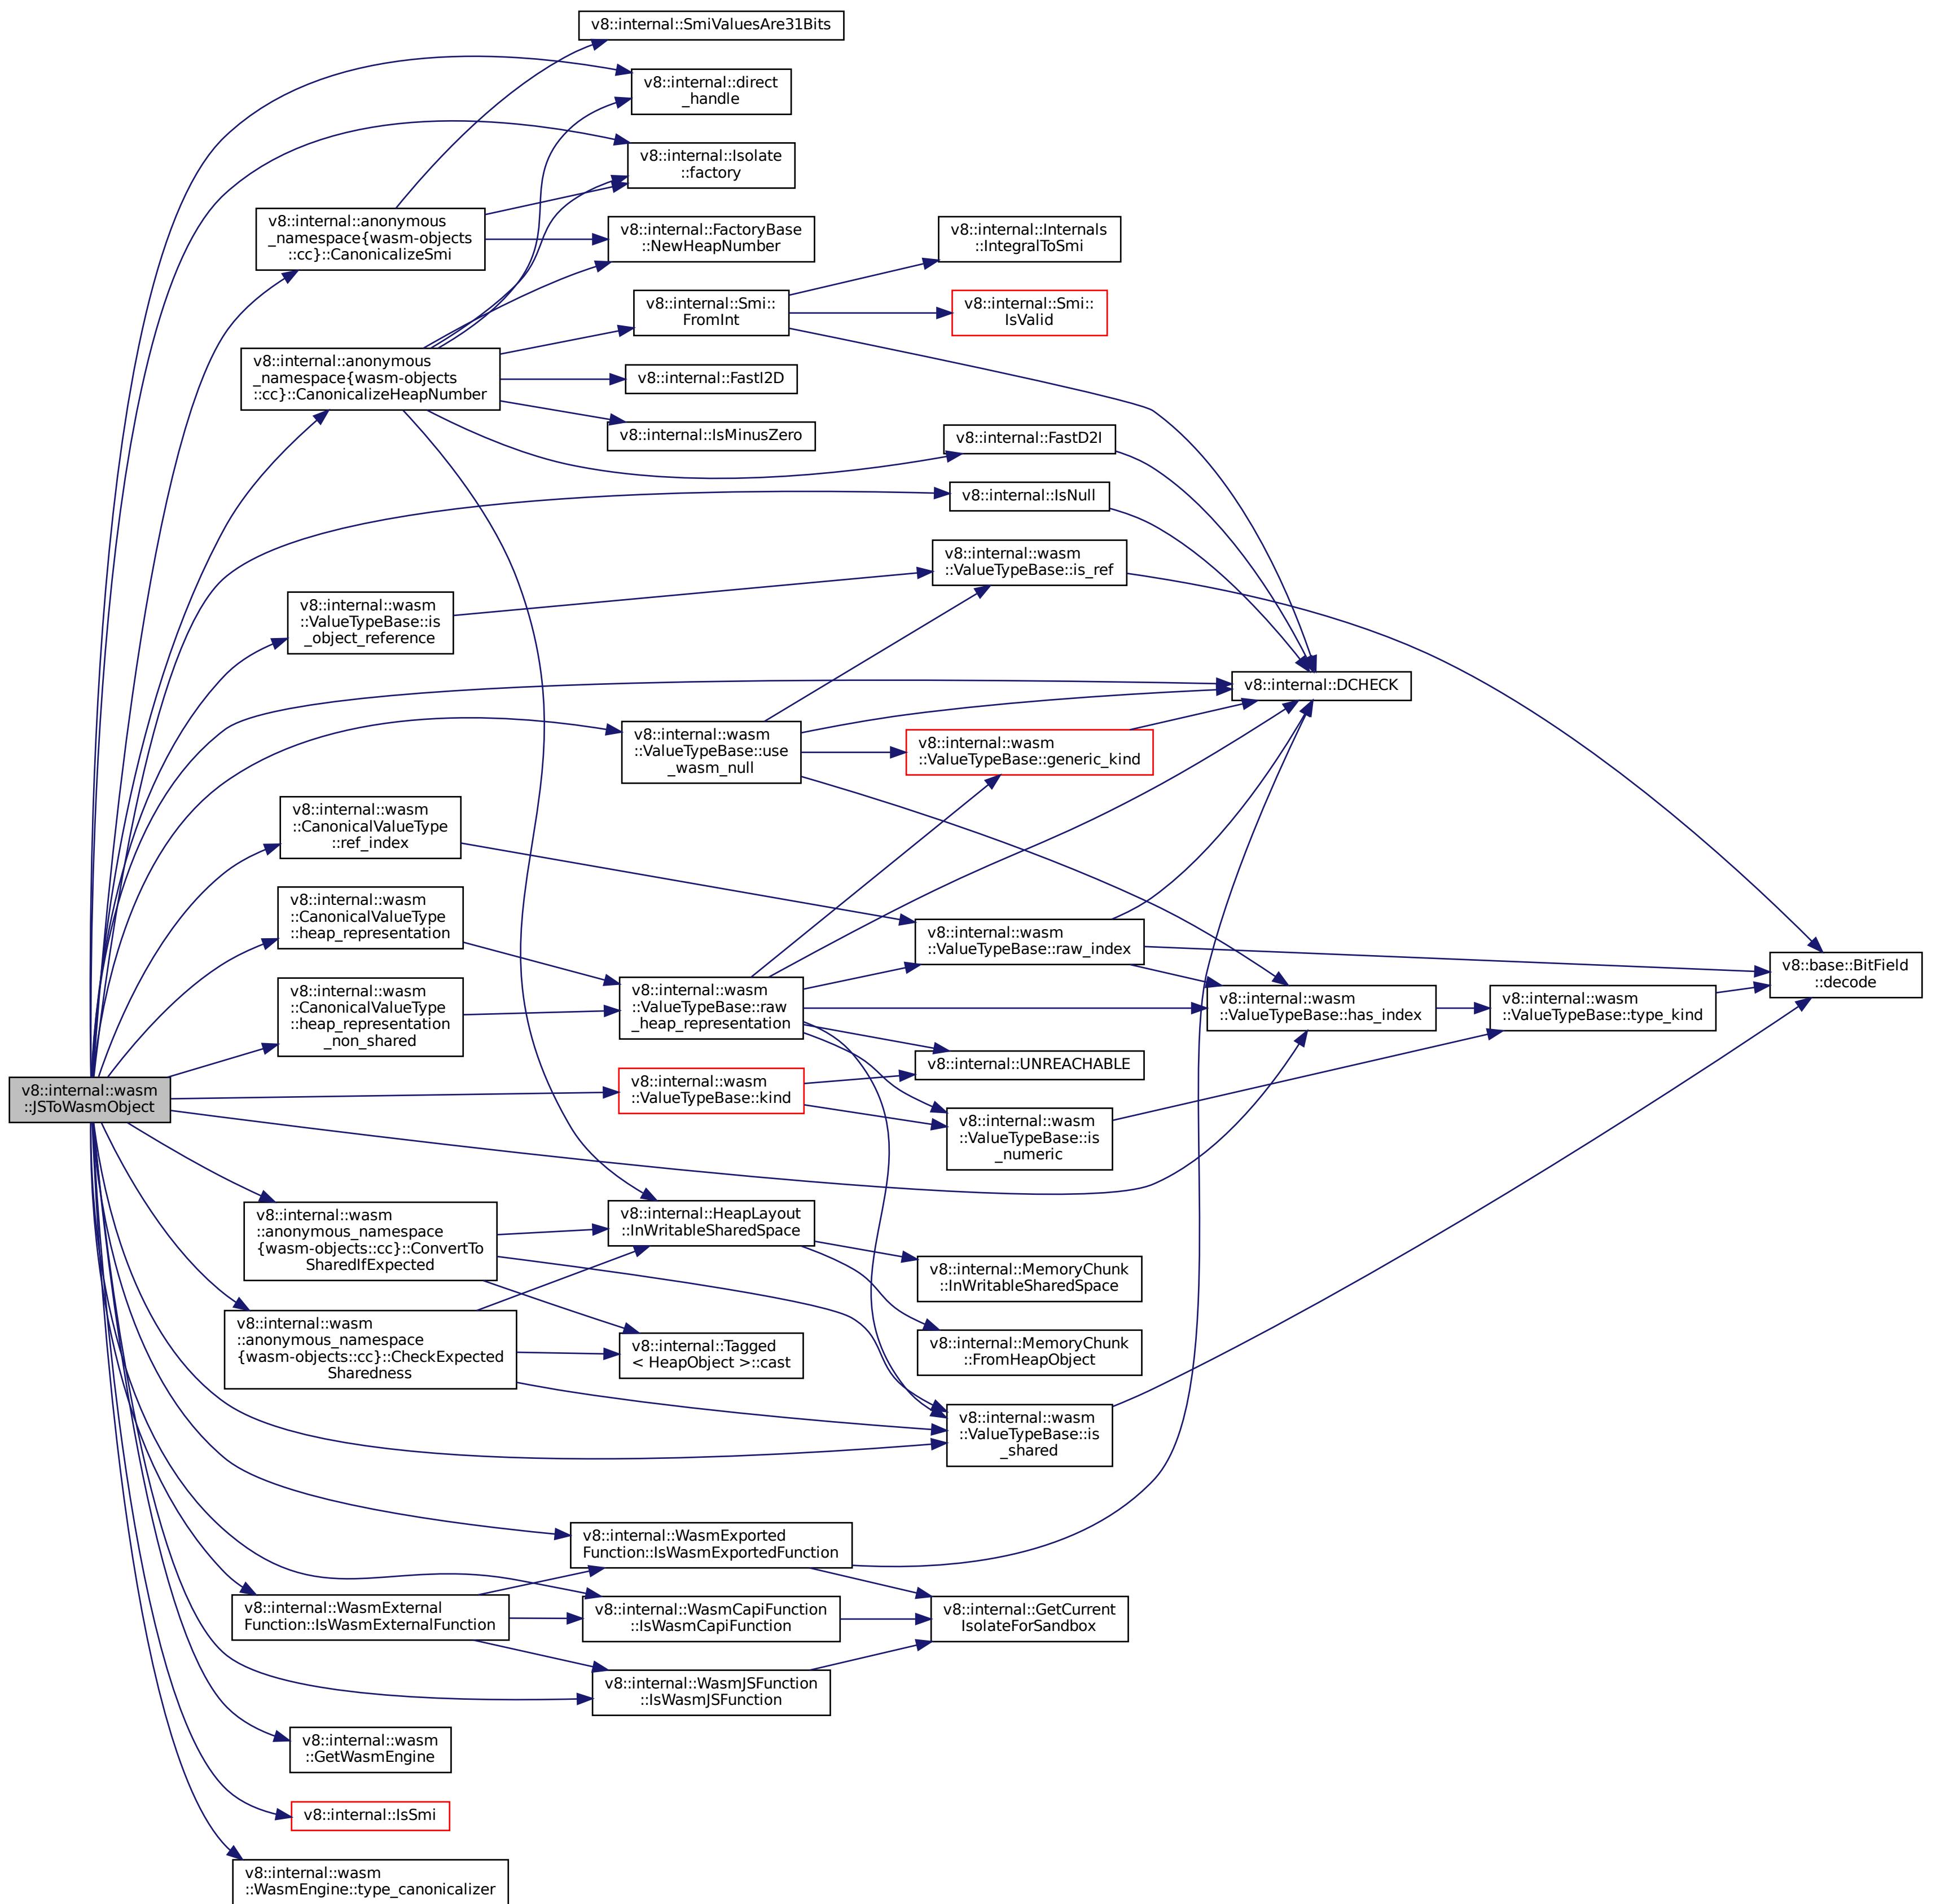 v8::internal::SmiValuesAre31Bits
v8::internal::direct
_handle
v8::internal::Isolate
::factory
v8::internal::anonymous
_namespace{wasm-objects
::cc}::CanonicalizeSmi
v8::internal::FactoryBase
::NewHeapNumber
v8::internal::Internals
::IntegralToSmi
v8::internal::Smi::
FromInt
v8::internal::Smi::
IsValid
v8::internal::anonymous
_namespace{wasm-objects
::cc}::CanonicalizeHeapNumber
v8::internal::FastI2D
v8::internal::IsMinusZero
v8::internal::FastD2I
v8::internal::IsNull
v8::internal::wasm
::ValueTypeBase::is_ref
v8::internal::wasm
::ValueTypeBase::is
_object_reference
v8::internal::DCHECK
v8::internal::wasm
::ValueTypeBase::use
_wasm_null
v8::internal::wasm
::ValueTypeBase::generic_kind
v8::internal::wasm
::CanonicalValueType
::ref_index
v8::internal::wasm
::CanonicalValueType
::heap_representation
v8::internal::wasm
::ValueTypeBase::raw_index
v8::base::BitField
::decode
v8::internal::wasm
::CanonicalValueType
::heap_representation
_non_shared
v8::internal::wasm
::ValueTypeBase::raw
_heap_representation
v8::internal::wasm
::ValueTypeBase::has_index
v8::internal::wasm
::ValueTypeBase::type_kind
v8::internal::UNREACHABLE
v8::internal::wasm
::JSToWasmObject
v8::internal::wasm
::ValueTypeBase::kind
v8::internal::wasm
::ValueTypeBase::is
_numeric
v8::internal::wasm
::anonymous_namespace
{wasm-objects::cc}::ConvertTo
SharedIfExpected
v8::internal::HeapLayout
::InWritableSharedSpace
v8::internal::MemoryChunk
::InWritableSharedSpace
v8::internal::wasm
::anonymous_namespace
{wasm-objects::cc}::CheckExpected
Sharedness
v8::internal::Tagged
< HeapObject >::cast
v8::internal::MemoryChunk
::FromHeapObject
v8::internal::wasm
::ValueTypeBase::is
_shared
v8::internal::WasmExported
Function::IsWasmExportedFunction
v8::internal::WasmExternal
Function::IsWasmExternalFunction
v8::internal::WasmCapiFunction
::IsWasmCapiFunction
v8::internal::GetCurrent
IsolateForSandbox
v8::internal::WasmJSFunction
::IsWasmJSFunction
v8::internal::wasm
::GetWasmEngine
v8::internal::IsSmi
v8::internal::wasm
::WasmEngine::type_canonicalizer